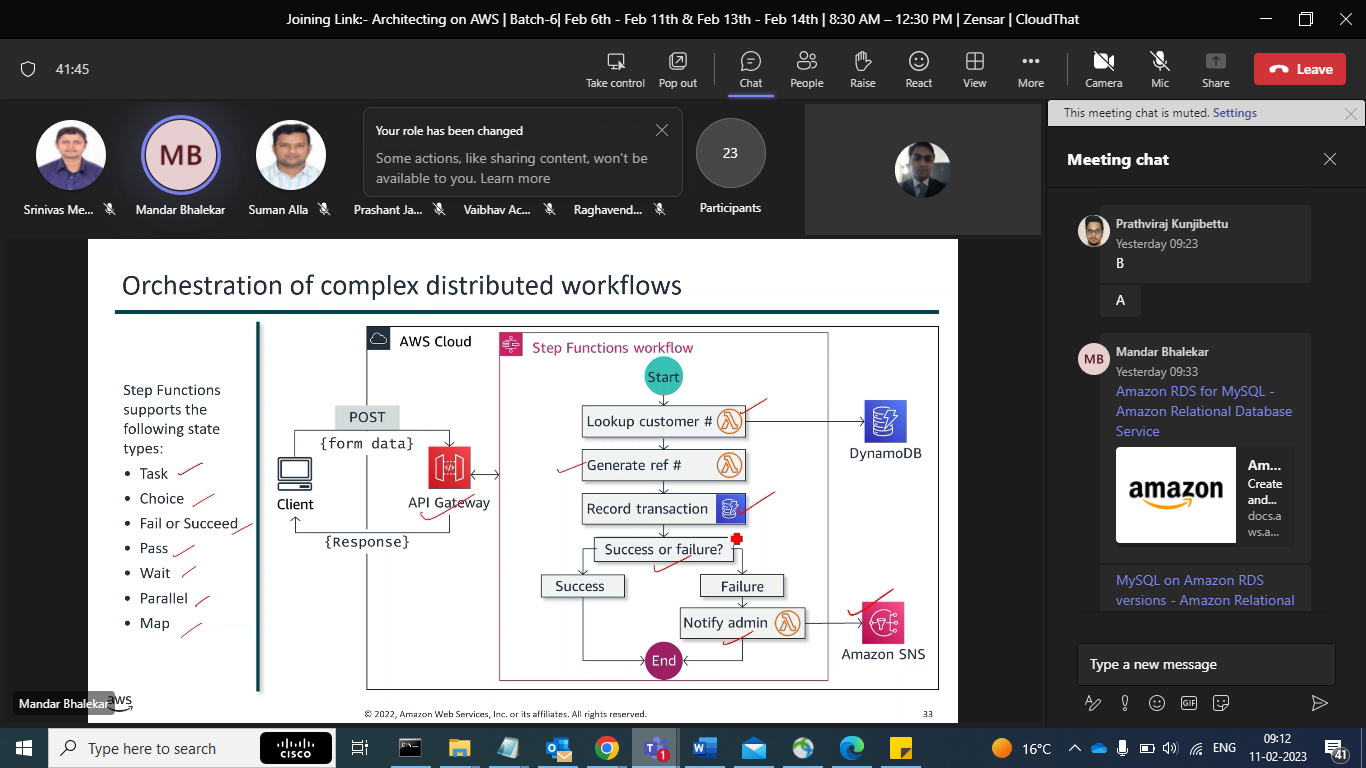 Joining Link:- Architecting on AWS | Batch-6| Feb 6th - Feb 11th & Feb 13th - Feb 14th | 8:30 AM – 12:30 PM | Zensar | CloudThat
41:45
Take control
Pop out
Chat
People
Raise
React
View
More
Camera
Mic
Share
Leave
MB
Srinivas Me...
Mandar Bhalekar
Suman Alla
Your role has been changed
Some actions, like sharing content, won't be
available to you. Learn more
Prashant Ja...
Vaibhav Ac...
Raghavend...
23
Participants
This meeting chat is muted. Settings
Meeting chat
Prathviraj Kunjibettu
Yesterday 09:23
B
A
MB
Mandar Bhalekar
Yesterday 09:33
Amazon RDS for MySQL -
Amazon Relational Database
Service
amazon
Am...
Create
and...
docs.a
ws.a...
MySQL on Amazon RDS
versions - Amazon Relational
Type a new message
GIF
Orchestration of complex distributed workflows
Step Functions
supports the
following state
types:
• Task
• Choice
• Fail or Succeed
• Pass
• Wait
• Parallel
• Map
AWS Cloud
POST
{form data}
Client
API Gateway
{Response}
Step Functions workflow
Start
Lookup customer #
Generate ref #
Record transaction
Success or failure?
Success
Failure
Notify admin
End
DynamoDB
Amazon SNS
Mandar Bhalekar
aws
© 2022, Amazon Web Services, Inc. or its affiliates. All rights reserved.
33
Type here to search
CISCO
1
16°C
ENG
09:12
11-02-2023
41